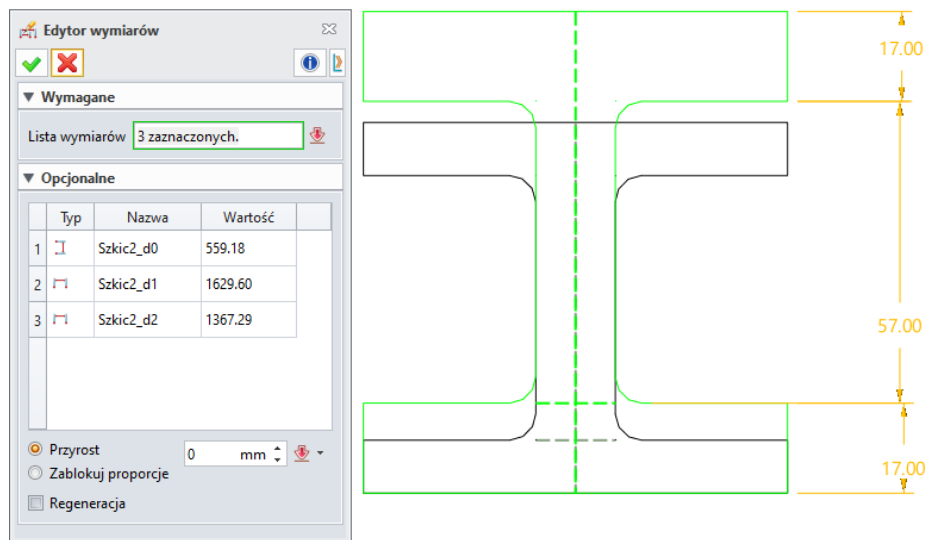 Edytor wymiarów
Wymagane
Lista wymiarów 3 zaznaczonych.
Opcjonalne
Typ Nazwa Wartość
1 Szkic2_d0 559.18
2 Szkic2_d1 1629.60
3 Szkic2_d2 1367.29
Przyrost 0 mm
Zablokuj proporcje
Regeneracja
17.00
57.00
17.00